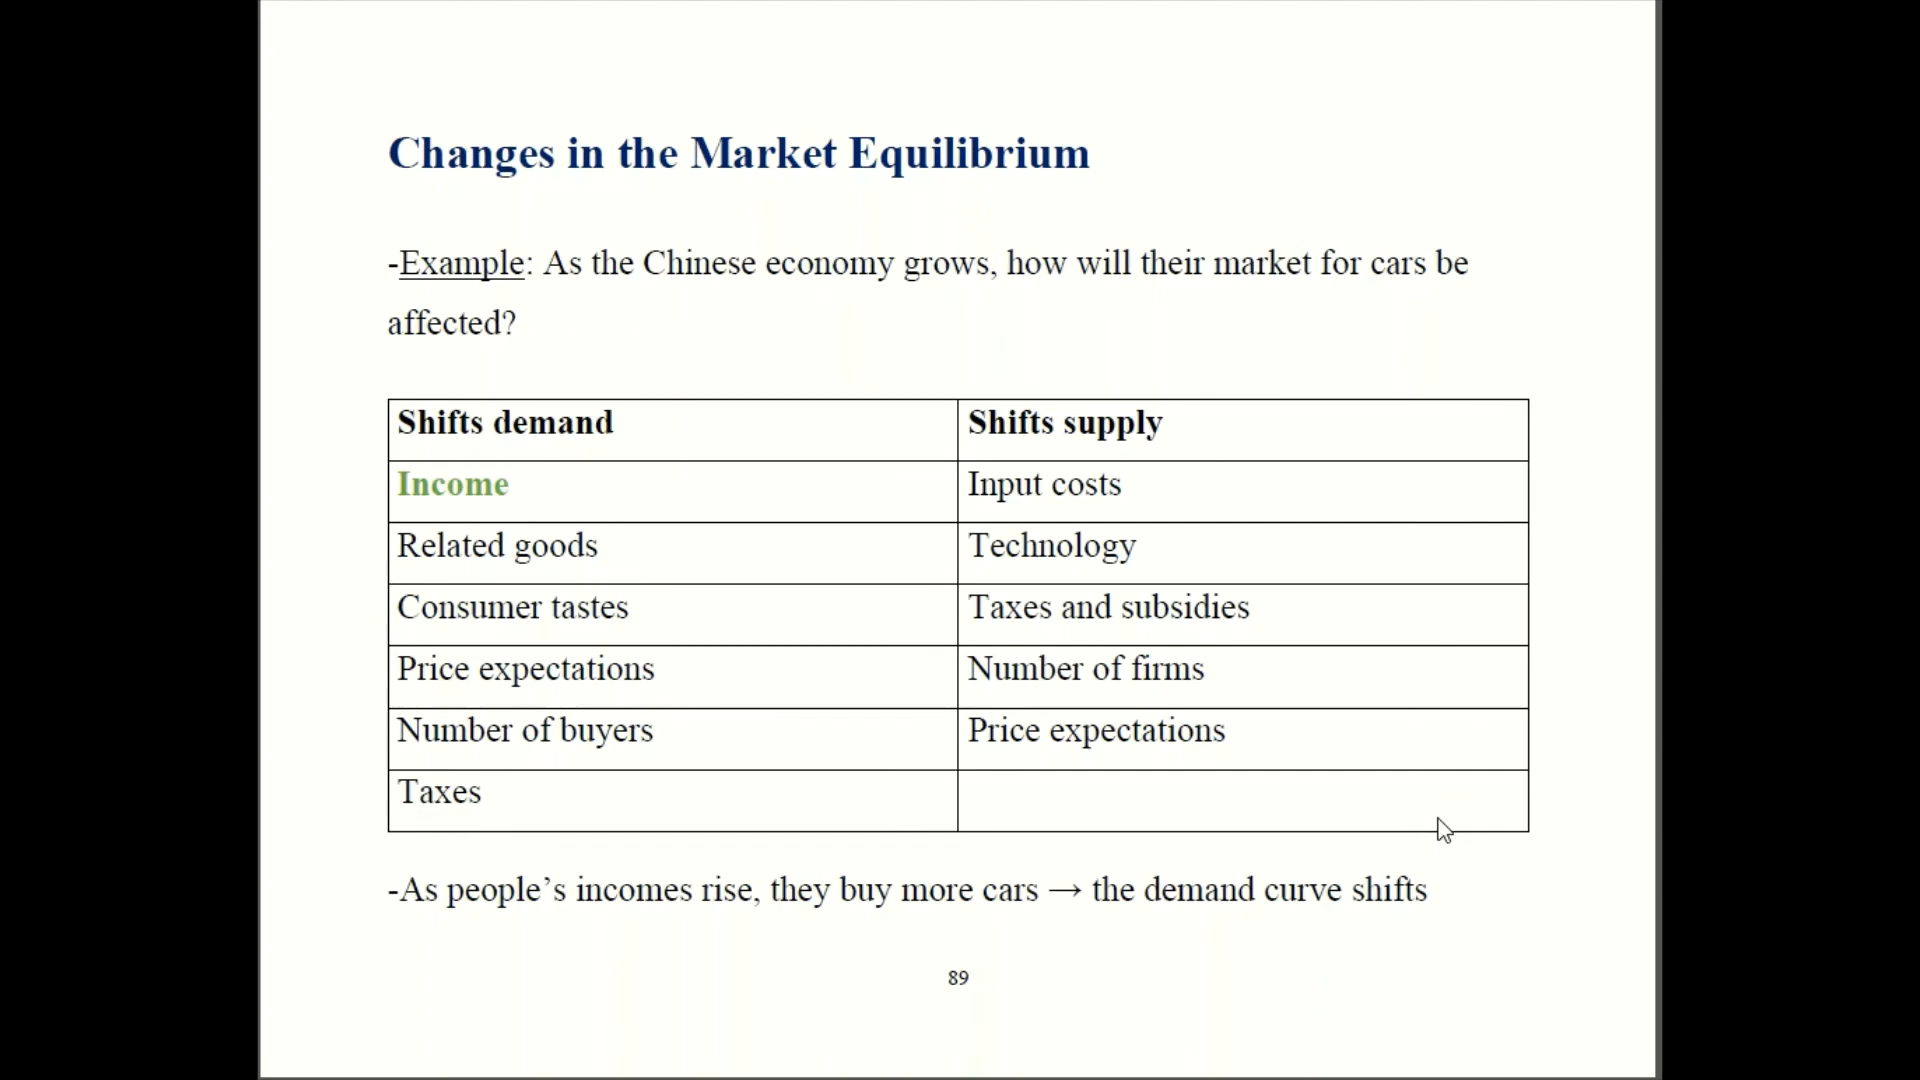 Changes in the Market Equilibrium
-Example: As the Chinese economy grows, how will their market for cars be
affected?
Shifts demand Shifts supply
Income Input costs
Related goods Technology
Consumer tastes Taxes and subsidies
Price expectations Number of firms
Number of buyers Price expectations
Taxes
-As people’s incomes rise, they buy more cars → the demand curve shifts
89